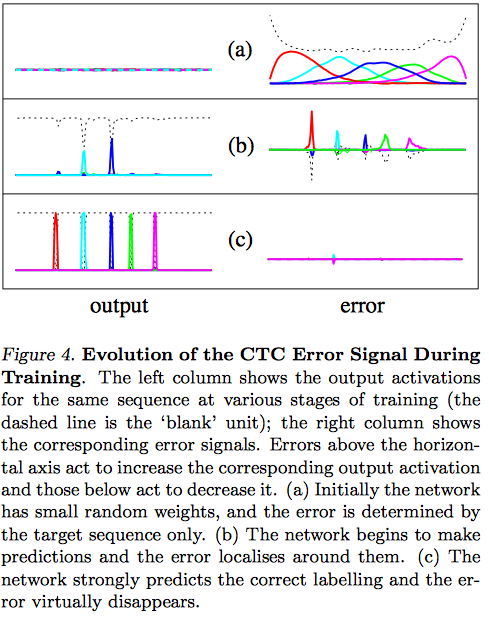 (a)
(b)
(c)
output
error
Figure 4. Evolution of the CTC Error Signal During
Training. The left column shows the output activations
for the same sequence at various stages of training (the
dashed line is the ‘blank’ unit); the right column shows
the corresponding error signals. Errors above the horizon-
tal axis act to increase the corresponding output activation
and those below act to decrease it. (a) Initially the network
has small random weights, and the error is determined by
the target sequence only. (b) The network begins to make
predictions and the error localises around them. (c) The
network strongly predicts the correct labelling and the er-
ror virtually disappears.